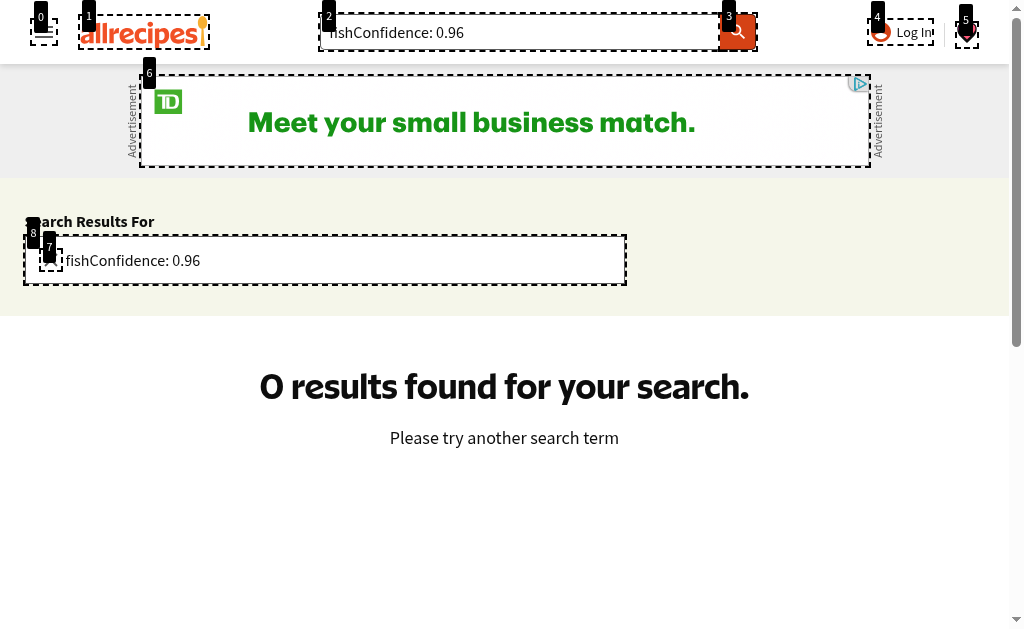 0
1
allrecipes
2
fishConfidence: 0.96
3
4
Log In
5
6
Advertisement
TD
Meet your small business match.
Advertisement
Search Results For
8
7
fishConfidence: 0.96
0 results found for your search.
Please try another search term